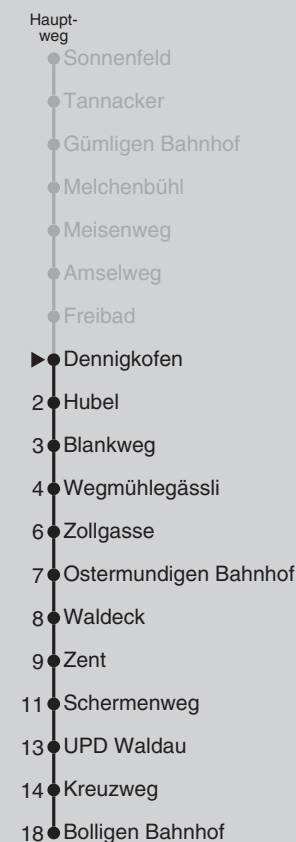 Haupt-
weg
Sonnenfeld
Tannacker
Gümligen Bahnhof
Melchenbühl
Meisenweg
Amselweg
Freibad
Dennigkofen
2 Hubel
3 Blankweg
4 Wegmühlegässli
6 Zollgasse
7 Ostermundigen Bahnhof
8 Waldeck
9 Zent
11 Schermenweg
13 UPD Waldau
14 Kreuzweg
18 Bolligen Bahnhof